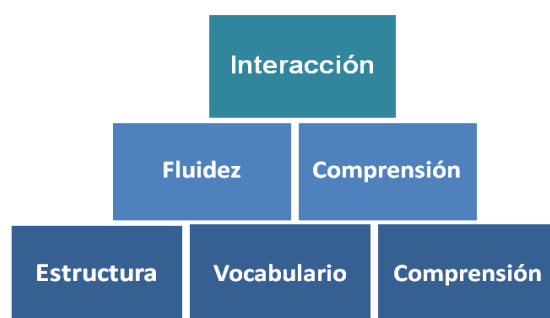 Interacción
Fluidez Comprensión
Estructura Vocabulario Comprensión